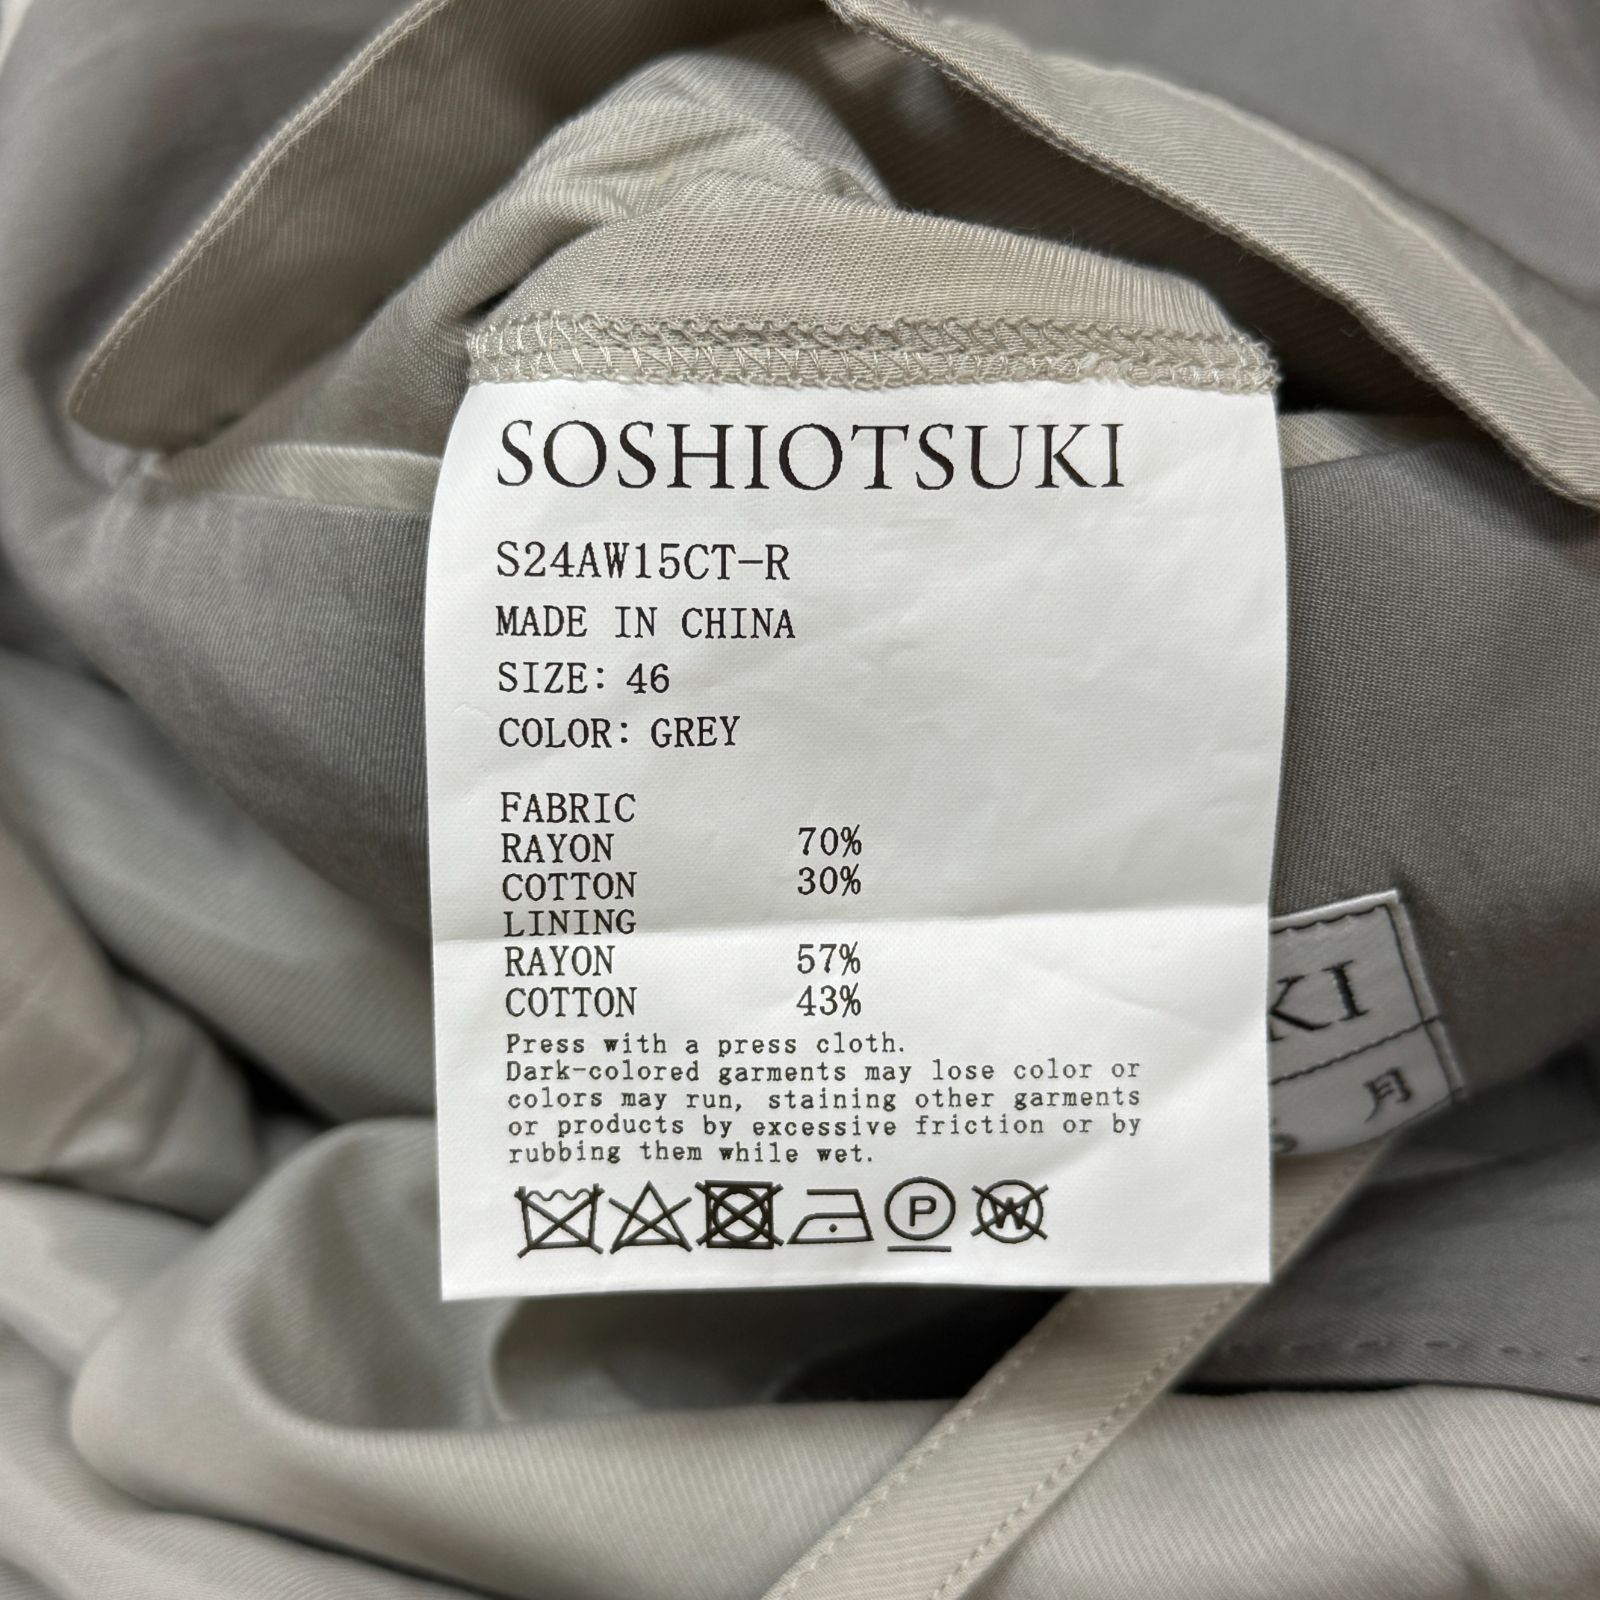 SOSHIOTSUKI
S24AW15CT-R
MADE IN CHINA
SIZE: 46
COLOR: GREY
FABRIC
RAYON 70%
COTTON 30%
LINING
RAYON 57%
COTTON 43%
Press with a press cloth.
Dark-colored garments may lose color or
colors may run, staining other garments
or products by excessive friction or by
rubbing them while wet.
P
W
KI
月